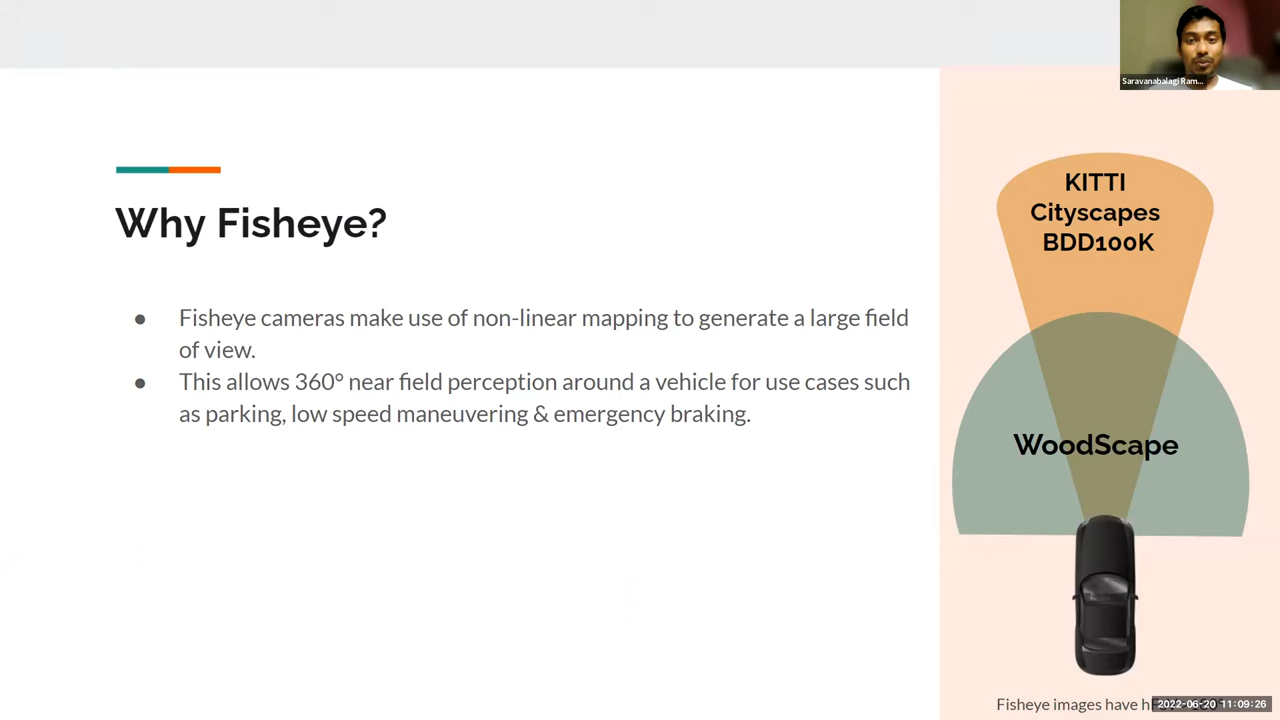 Saravanabalagi Ram...
Why Fisheye?
● Fisheye cameras make use of non-linear mapping to generate a large field
of view.
● This allows 360° near field perception around a vehicle for use cases such
as parking, low speed maneuvering & emergency braking.
KITTI
Cityscapes
BDD100K
WoodScape
Fisheye images have
2022-06-20 11:09:26